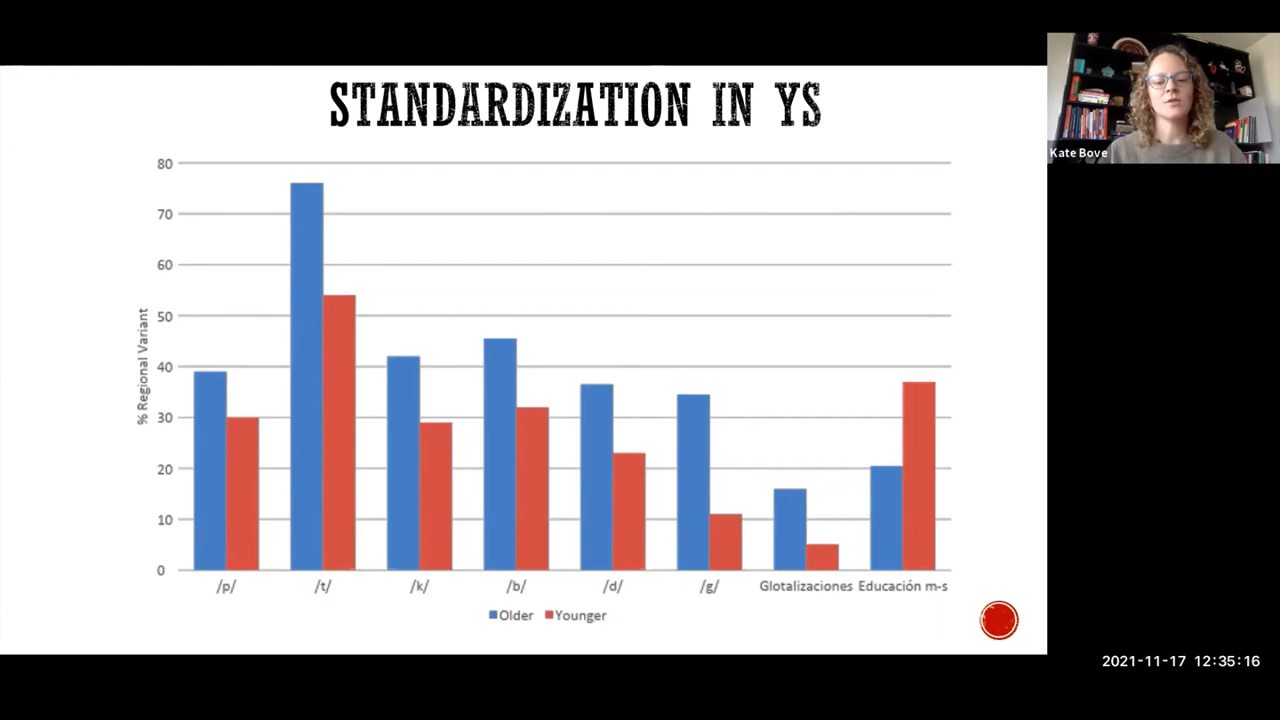 STANDARDIZATION IN YS
Kate Bove
% Regional Variant
80
70
60
50
40
30
20
10
0
/p/ /t/ /k/ /b/ /d/ /g/ Glotalizaciones Educación m-s
Older Younger
2021-11-17 12:35:16